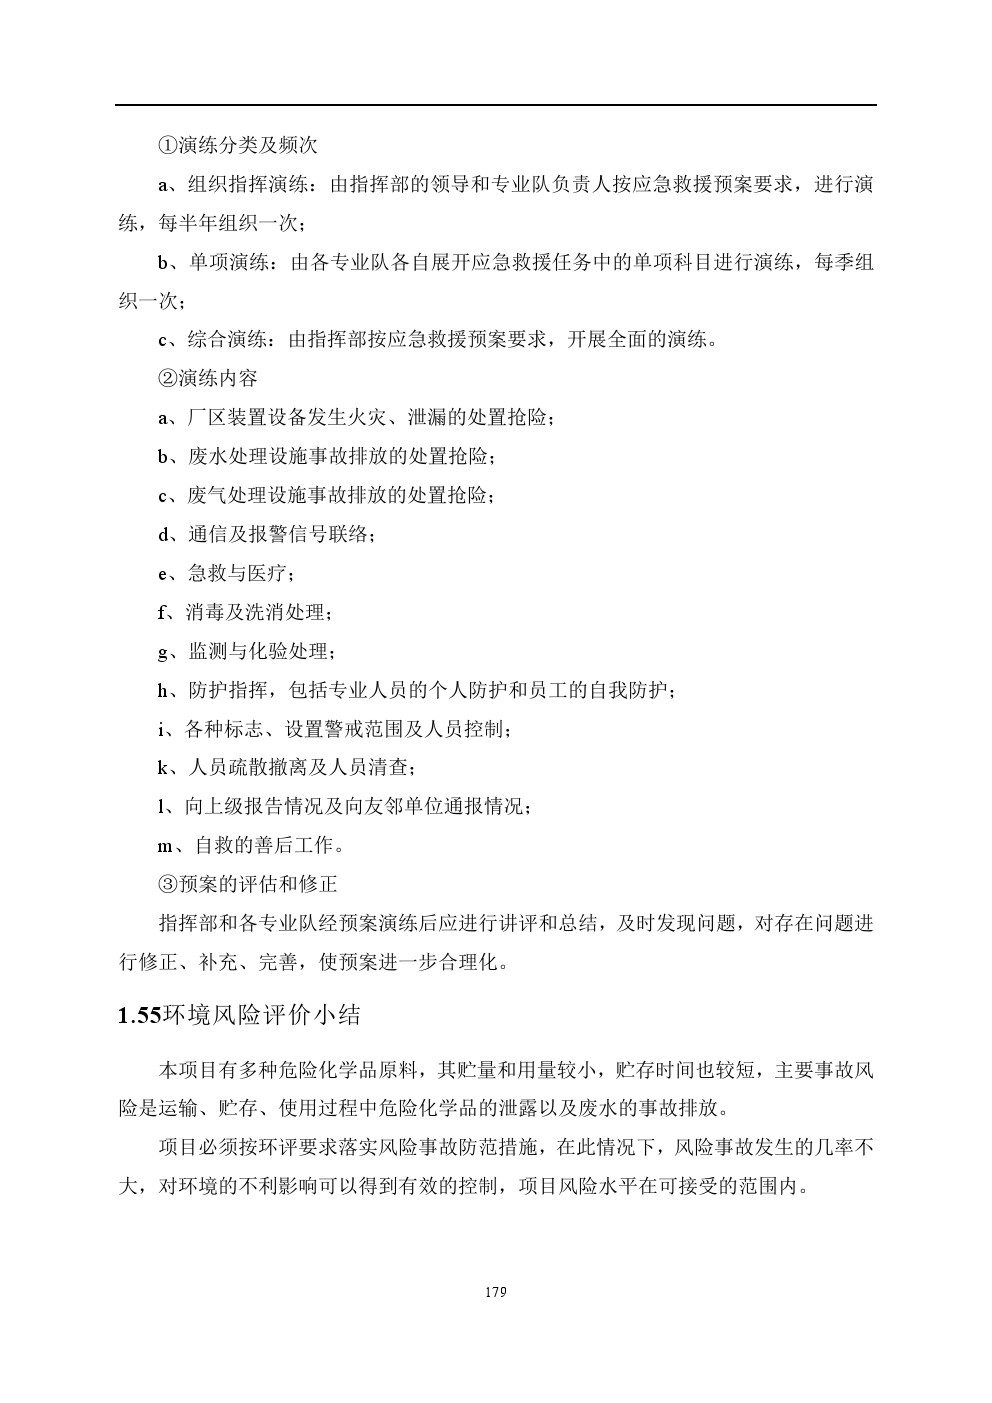 ①演练分类及频次
a、组织指挥演练：由指挥部的领导和专业队负责人按应急救援预案要求，进行演
练，每半年组织一次；
b、单项演练：由各专业队各自展开应急救援任务中的单项科目进行演练，每季组
织一次；
c、综合演练：由指挥部按应急救援预案要求，开展全面的演练。
②演练内容
a、厂区装置设备发生火灾、泄漏的处置抢险；
b、废水处理设施事故排放的处置抢险；
c、废气处理设施事故排放的处置抢险；
d、通信及报警信号联络；
e、急救与医疗；
f、消毒及洗消处理；
g、监测与化验处理；
h、防护指挥，包括专业人员的个人防护和员工的自我防护；
i、各种标志、设置警戒范围及人员控制；
k、人员疏散撤离及人员清查；
l、向上级报告情况及向友邻单位通报情况；
m、自救的善后工作。
③预案的评估和修正
指挥部和各专业队经预案演练后应进行讲评和总结，及时发现问题，对存在问题进
行修正、补充、完善，使预案进一步合理化。
1.55环境风险评价小结
本项目有多种危险化学品原料，其贮量和用量较小，贮存时间也较短，主要事故风
险是运输、贮存、使用过程中危险化学品的泄露以及废水的事故排放。
项目必须按环评要求落实风险事故防范措施，在此情况下，风险事故发生的几率不
大，对环境的不利影响可以得到有效的控制，项目风险水平在可接受的范围内。
179